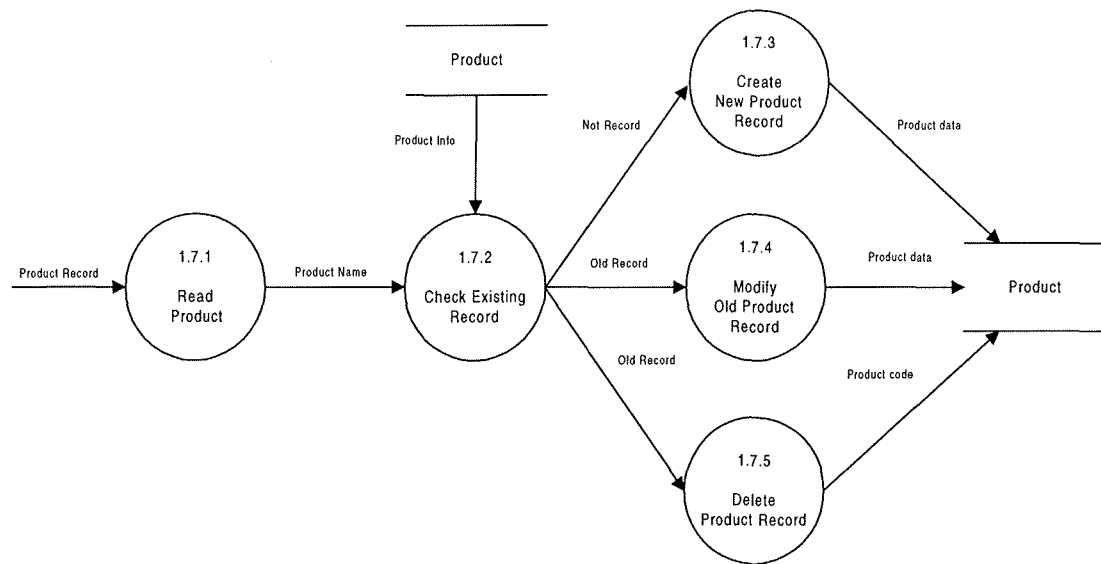 Product
Product Info
Product Record
1.7.1
Read
Product
Product Name
1.7.2
Check Existing
Record
Not Record
Old Record
Old Record
1.7.3
Create
New Product
Record
1.7.4
Modify
Old Product
Record
1.7.5
Delete
Product Record
Product data
Product data
Product code
Product